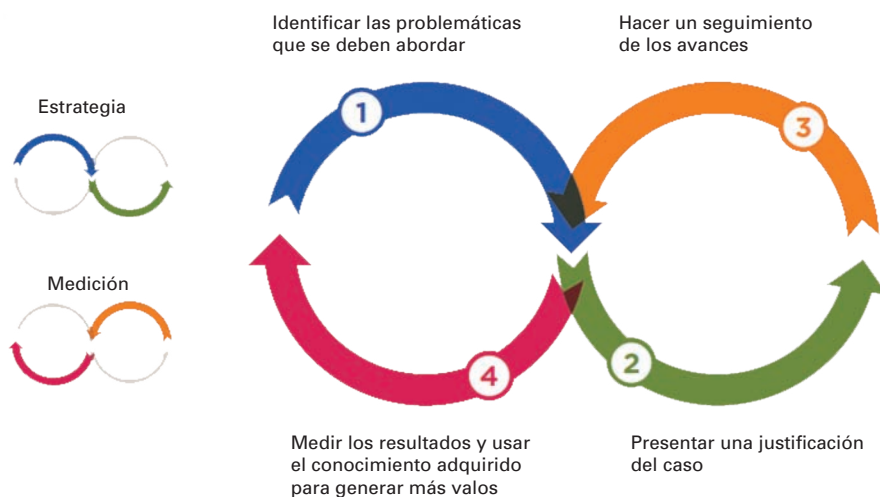 Identificar las problemáticas
que se deben abordar
Hacer un seguimiento
de los avances
Estrategia
1
3
Medición
4
2
Medir los resultados y usar
el conocimiento adquirido
para generar más valos
Presentar una justificación
del caso